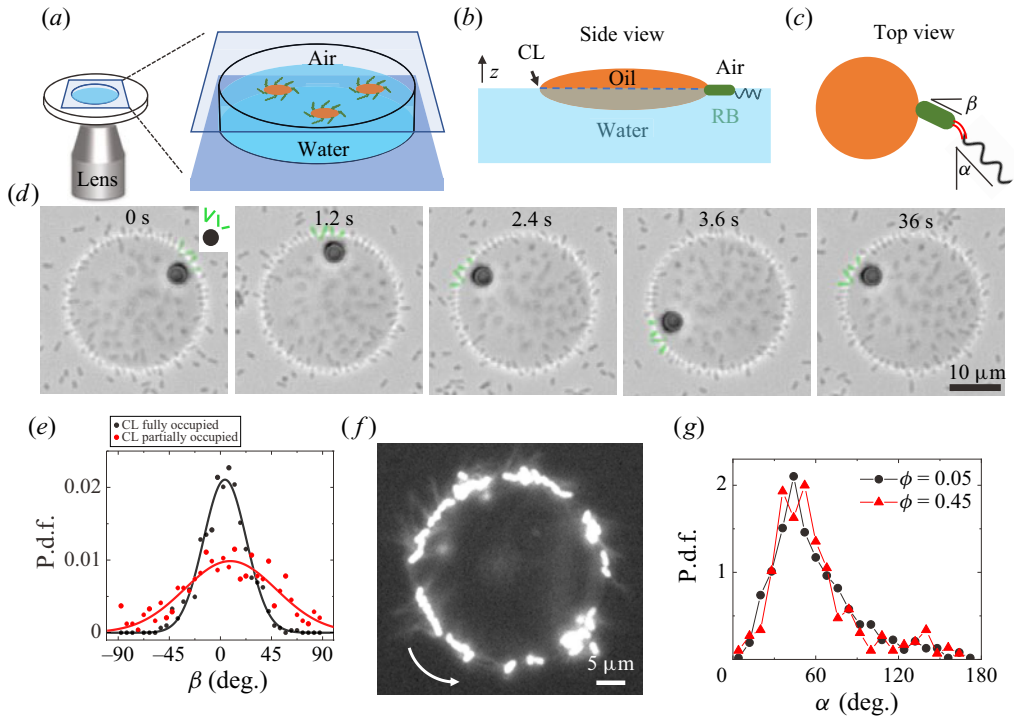 (a)
Air
Water
Lens
(b)
Side view
CL
z
Oil
Air
RB
Water
(c)
Top view
β
α
(d)
0 s
1.2 s
2.4 s
3.6 s
36 s
10 μm
(e)
CL fully occupied
CL partially occupied
P.d.f.
0.02
0.01
0
–90
–45
0
45
90
β (deg.)
(f)
5 μm
(g)
ϕ = 0.05
ϕ = 0.45
P.d.f.
2
1
0
0
60
120
180
α (deg.)